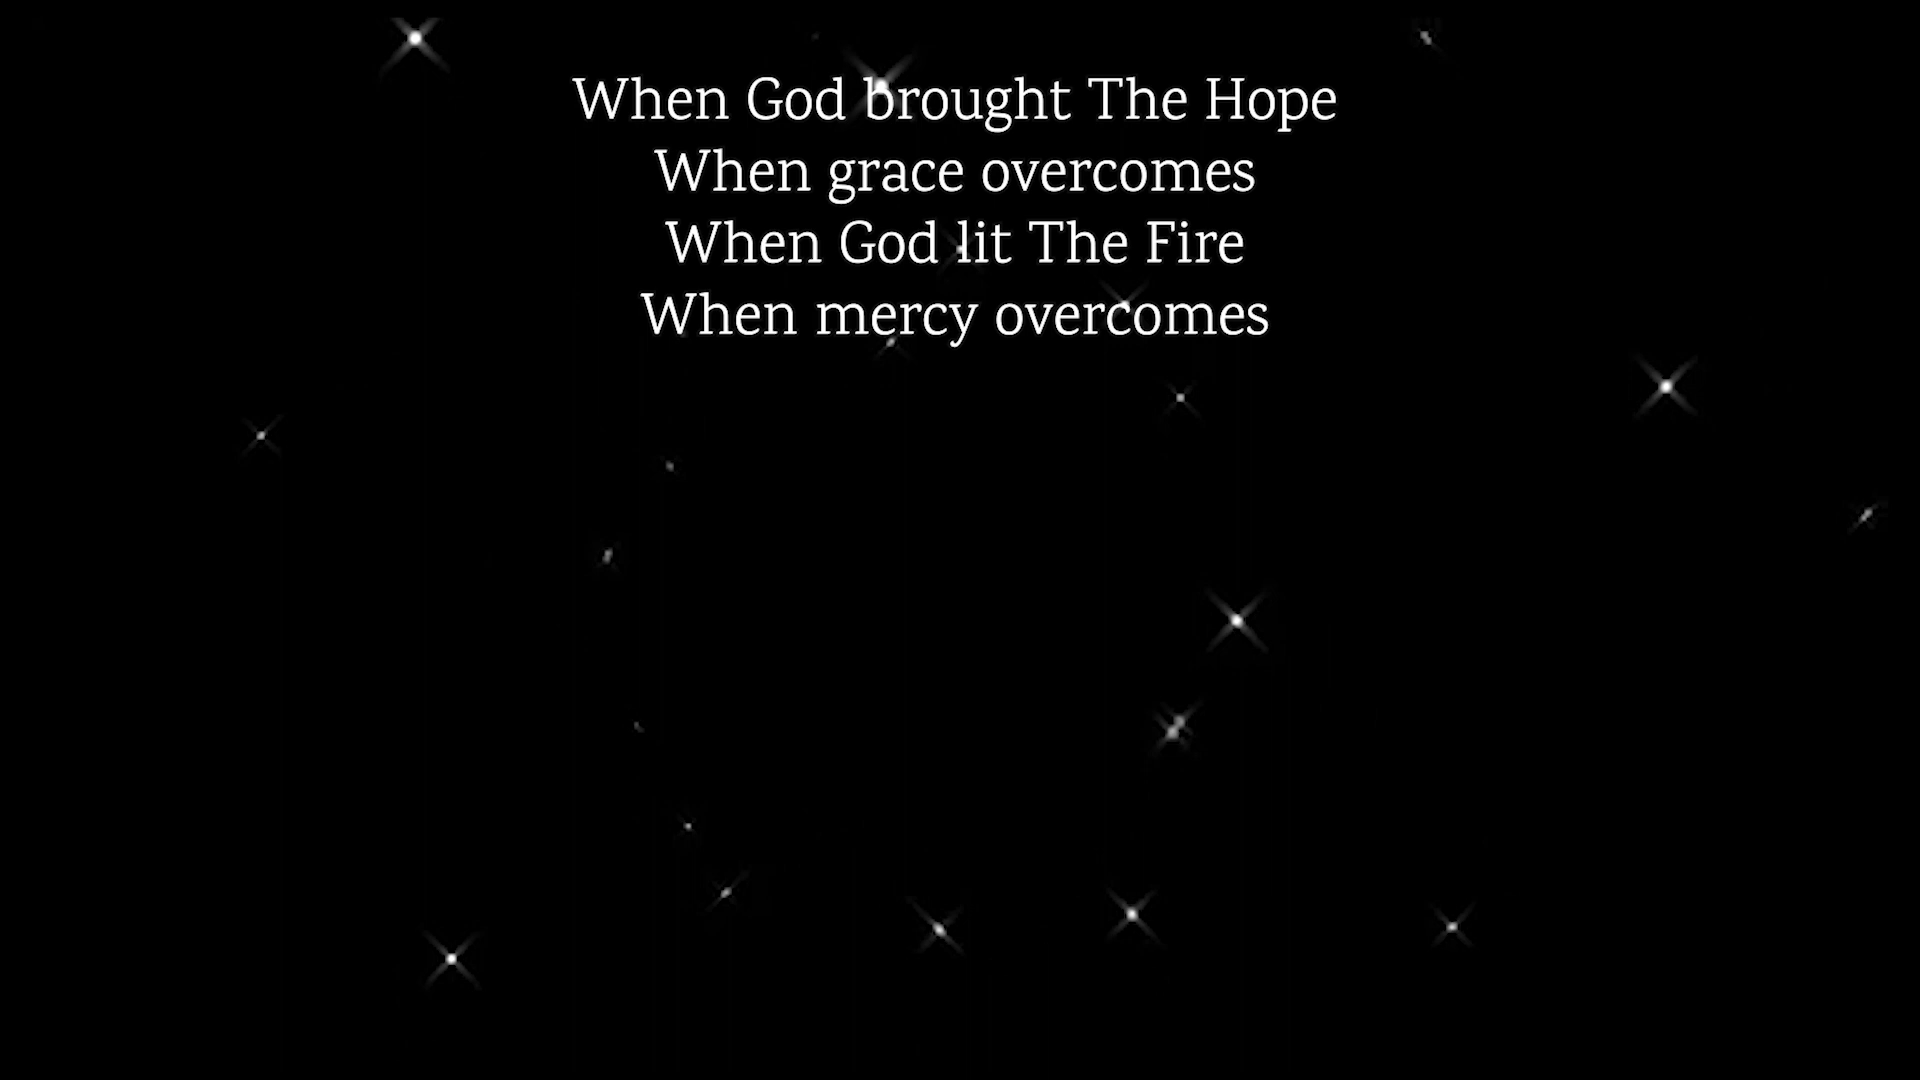 When God brought The Hope
When grace overcomes
When God lit The Fire
When mercy overcomes